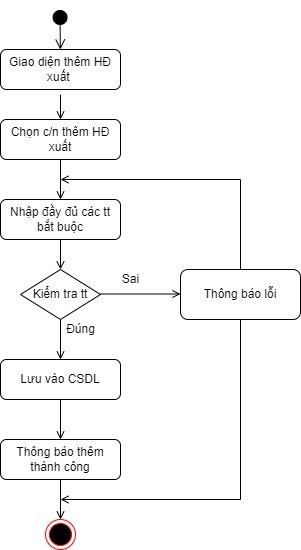 Giao diện thêm HĐ
xuất
Chọn c/n thêm HĐ
xuất
Nhập đầy đủ các tt
bắt buộc
Kiểm tra tt
Sai
Thông báo lỗi
Đúng
Lưu vào CSDL
Thông báo thêm
thành công